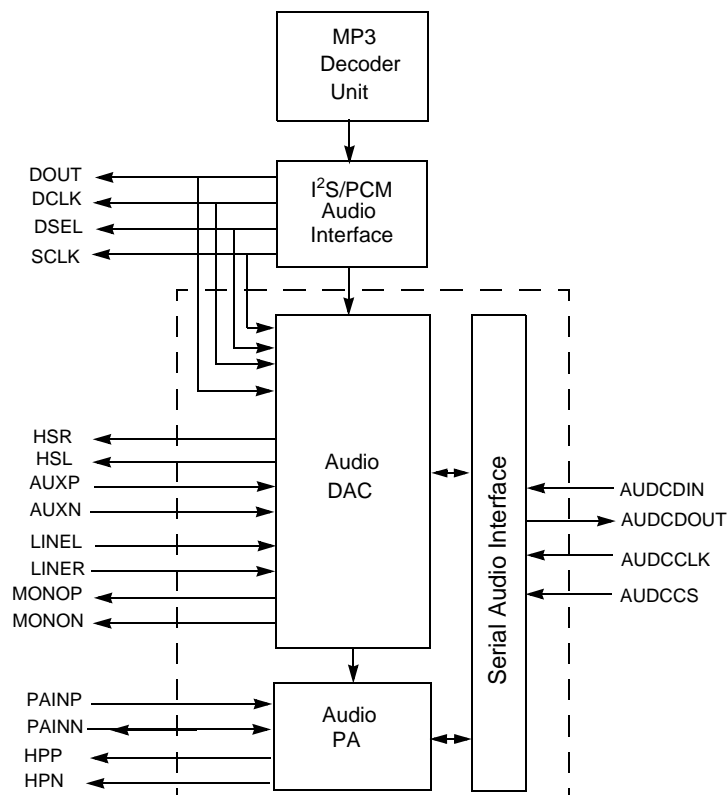 MP3
Decoder
Unit
I²S/PCM
Audio
Interface
DOUT
DCLK
DSEL
SCLK
Audio
DAC
HSR
HSL
AUXP
AUXN
LINEL
LINER
MONOP
MONON
Serial Audio Interface
AUDCDIN
AUDCDOUT
AUDCCLK
AUDCCS
Audio
PA
PAINP
PAINN
HPP
HPN